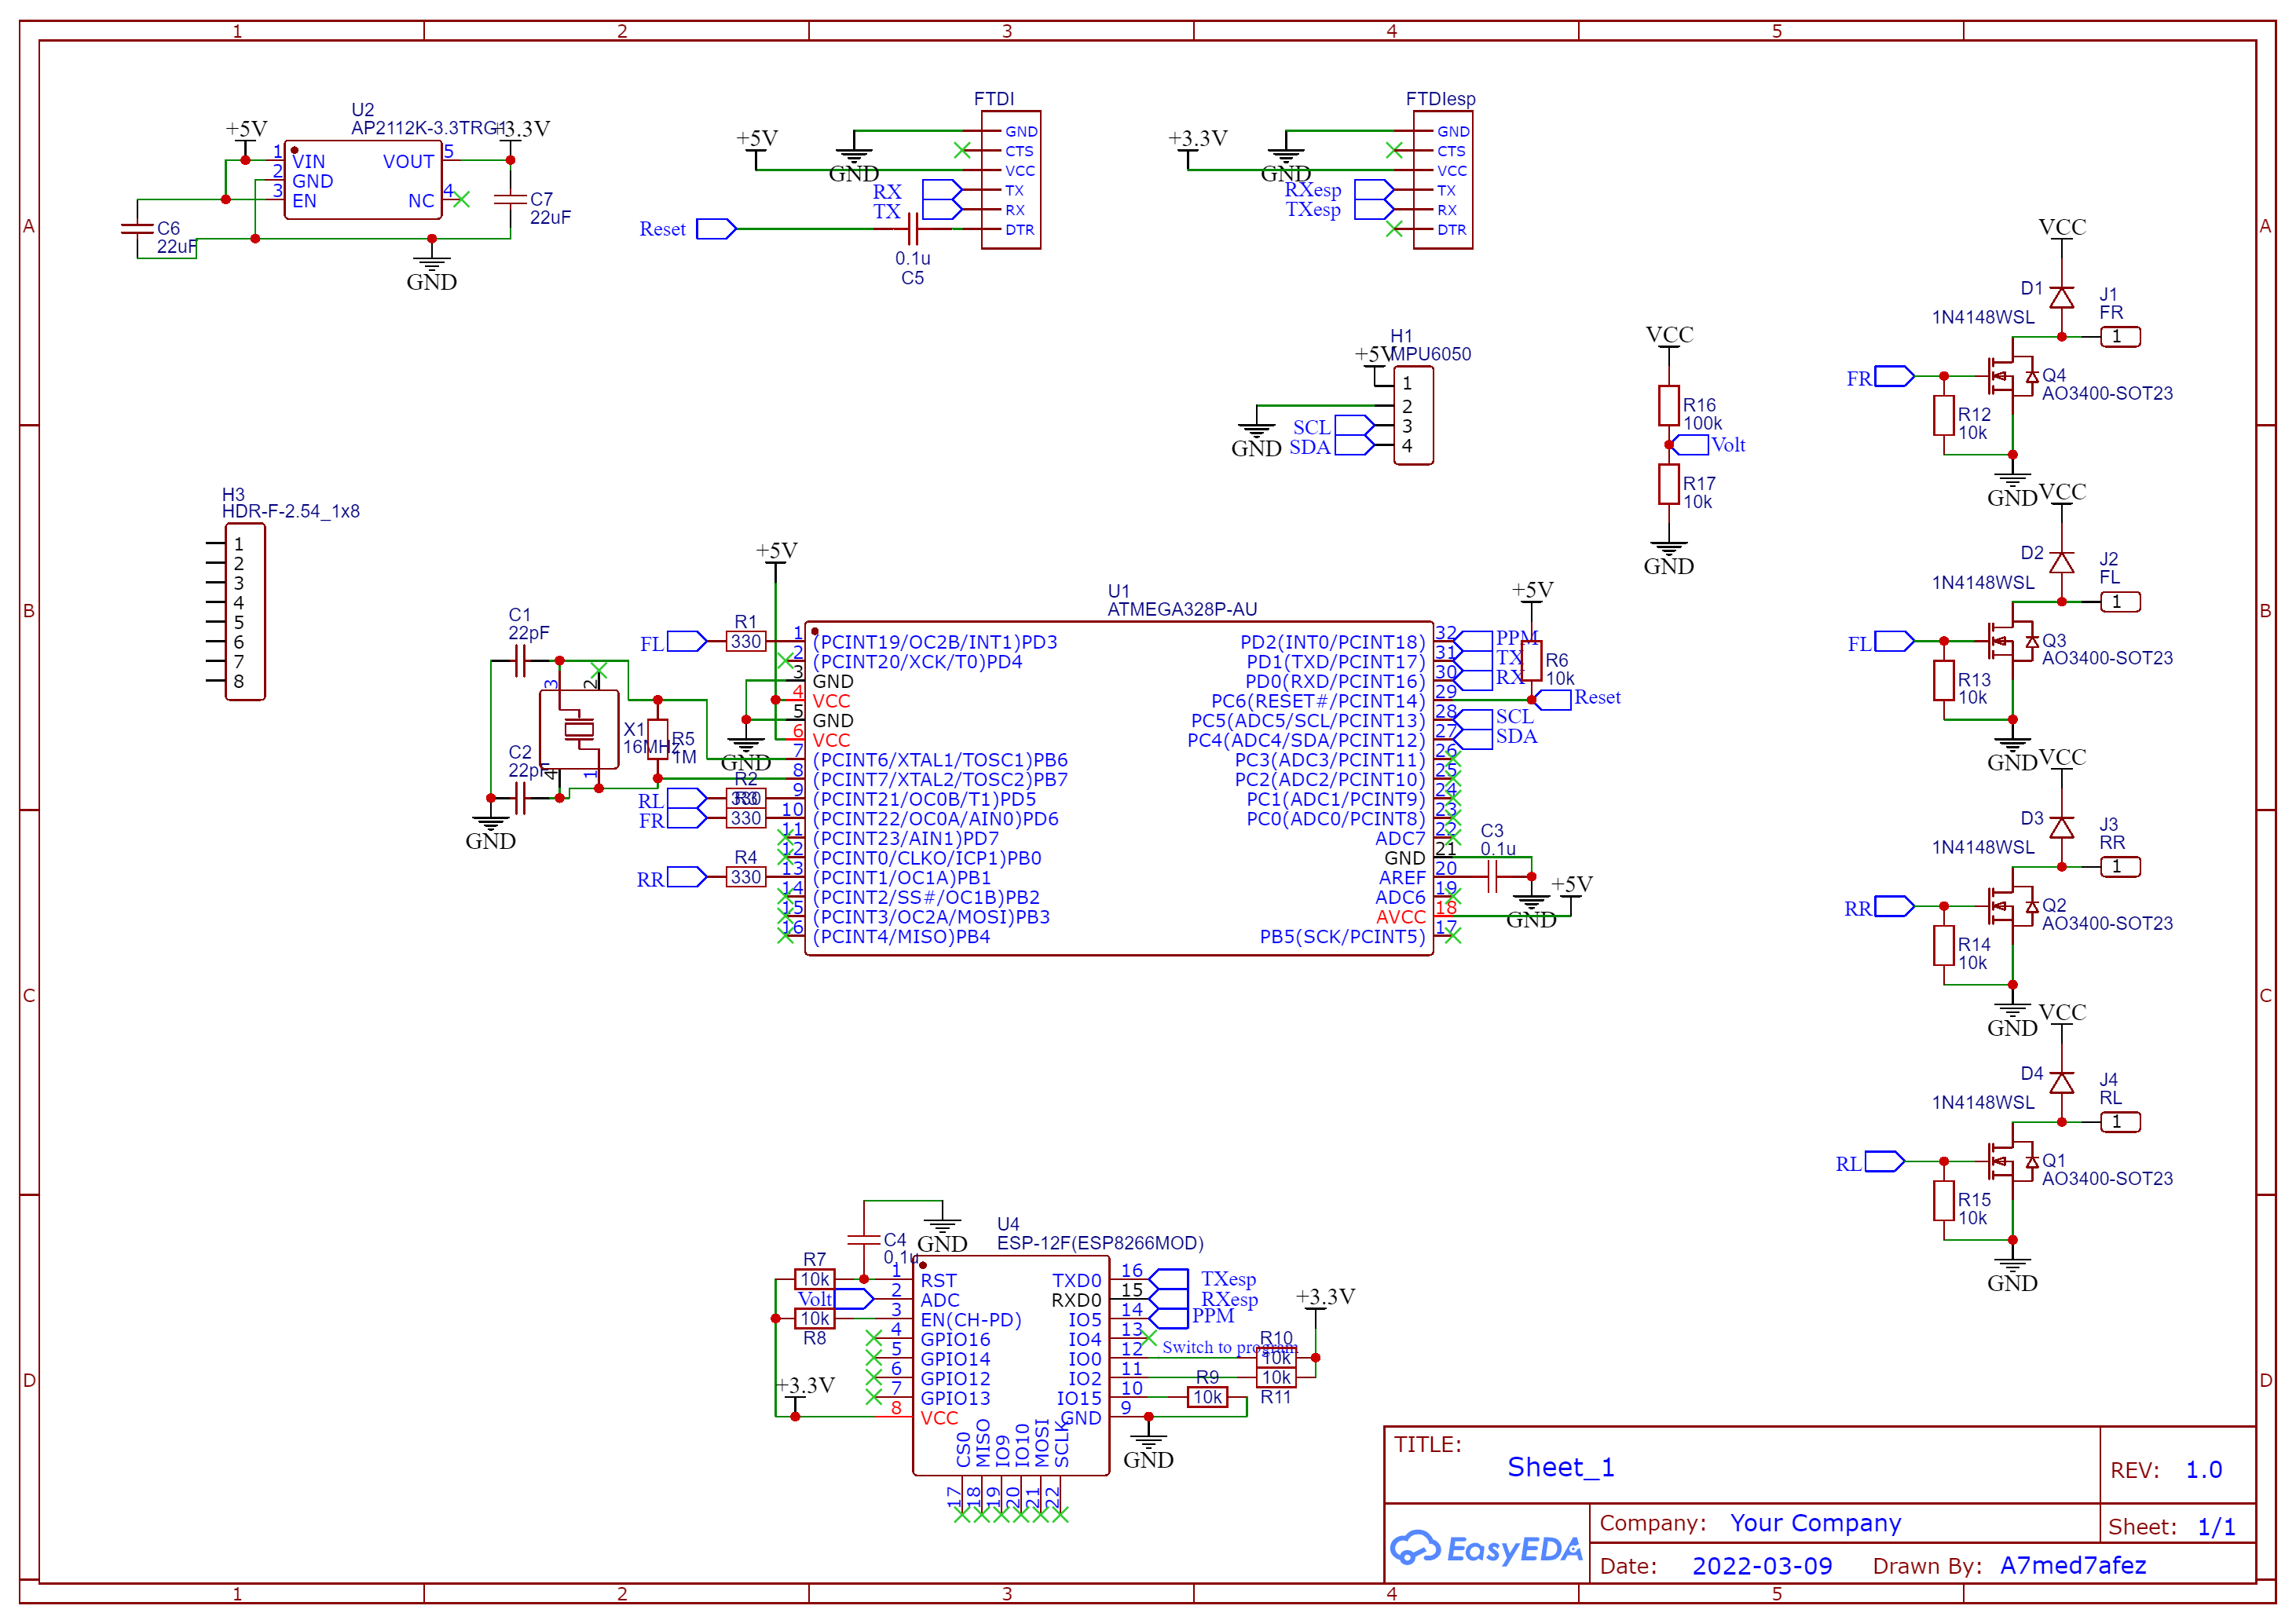 1 2 3 4 5
A
B
C
D
A
B
C
D
1 2 3 4 5
U2
AP2112K-3.3TRG1
+5V
+3.3V
1 VIN
2 GND
3 EN
VOUT 5
NC 4
C6
22uF
C7
22uF
GND
FTDI
+5V
GND
GND
CTS
VCC
TX
RX
DTR
RX
TX
Reset
0.1u
C5
FTDIesp
+3.3V
GND
GND
CTS
VCC
TX
RX
DTR
RXesp
TXesp
H1
MPU6050
+5V
1
2
3
4
GND
SCL
SDA
VCC
R16
100k
Volt
R17
10k
GND
VCC
D1
1N4148WSL
J1
FR
1
FR
Q4
AO3400-SOT23
R12
10k
GND
VCC
D2
1N4148WSL
J2
FL
1
FL
Q3
AO3400-SOT23
R13
10k
GND
VCC
D3
1N4148WSL
J3
RR
1
RR
Q2
AO3400-SOT23
R14
10k
GND
VCC
D4
1N4148WSL
J4
RL
1
RL
Q1
AO3400-SOT23
R15
10k
GND
H3
HDR-F-2.54_1x8
1
2
3
4
5
6
7
8
C1
22pF
C2
22pF
3
2
4
1
X1
16MHz
R5
1M
GND
+5V
GND
FL
R1
330
RL
R2
330
R3
FR
330
RR
R4
330
U1
ATMEGA328P-AU
1 (PCINT19/OC2B/INT1)PD3
2 (PCINT20/XCK/T0)PD4
3 GND
4 VCC
5 GND
6 VCC
7 (PCINT6/XTAL1/TOSC1)PB6
8 (PCINT7/XTAL2/TOSC2)PB7
9 (PCINT21/OC0B/T1)PD5
10 (PCINT22/OC0A/AIN0)PD6
11 (PCINT23/AIN1)PD7
12 (PCINT0/CLKO/ICP1)PB0
13 (PCINT1/OC1A)PB1
14 (PCINT2/SS#/OC1B)PB2
15 (PCINT3/OC2A/MOSI)PB3
16 (PCINT4/MISO)PB4
PD2(INT0/PCINT18) 32
PD1(TXD/PCINT17) 31
PD0(RXD/PCINT16) 30
PC6(RESET#/PCINT14) 29
PC5(ADC5/SCL/PCINT13) 28
PC4(ADC4/SDA/PCINT12) 27
PC3(ADC3/PCINT11) 26
PC2(ADC2/PCINT10) 25
PC1(ADC1/PCINT9) 24
PC0(ADC0/PCINT8) 23
ADC7 22
GND 21
AREF 20
ADC6 19
AVCC 18
PB5(SCK/PCINT5) 17
PPM
TX
RX
+5V
R6
10k
Reset
SCL
SDA
C3
0.1u
GND
+5V
U4
ESP-12F(ESP8266MOD)
C4
0,1u
GND
R7
10k
Volt
10k
R8
+3.3V
1 RST
2 ADC
3 EN(CH-PD)
4 GPIO16
5 GPIO14
6 GPIO12
7 GPIO13
8 VCC
TXD0 16
RXD0 15
IO5 14
IO4 13
IO0 12
IO2 11
IO15 10
GND 9
CS0
MISO
IO9
IO10
MOSI
SCLK
17
18
19
20
21
22
TXesp
RXesp
PPM
Switch to program
+3.3V
R10
10k
10k
R11
R9
10k
GND
TITLE:
Sheet_1
REV: 1.0
EasyEDA
Company: Your Company
Sheet: 1/1
Date: 2022-03-09
Drawn By: A7med7afez